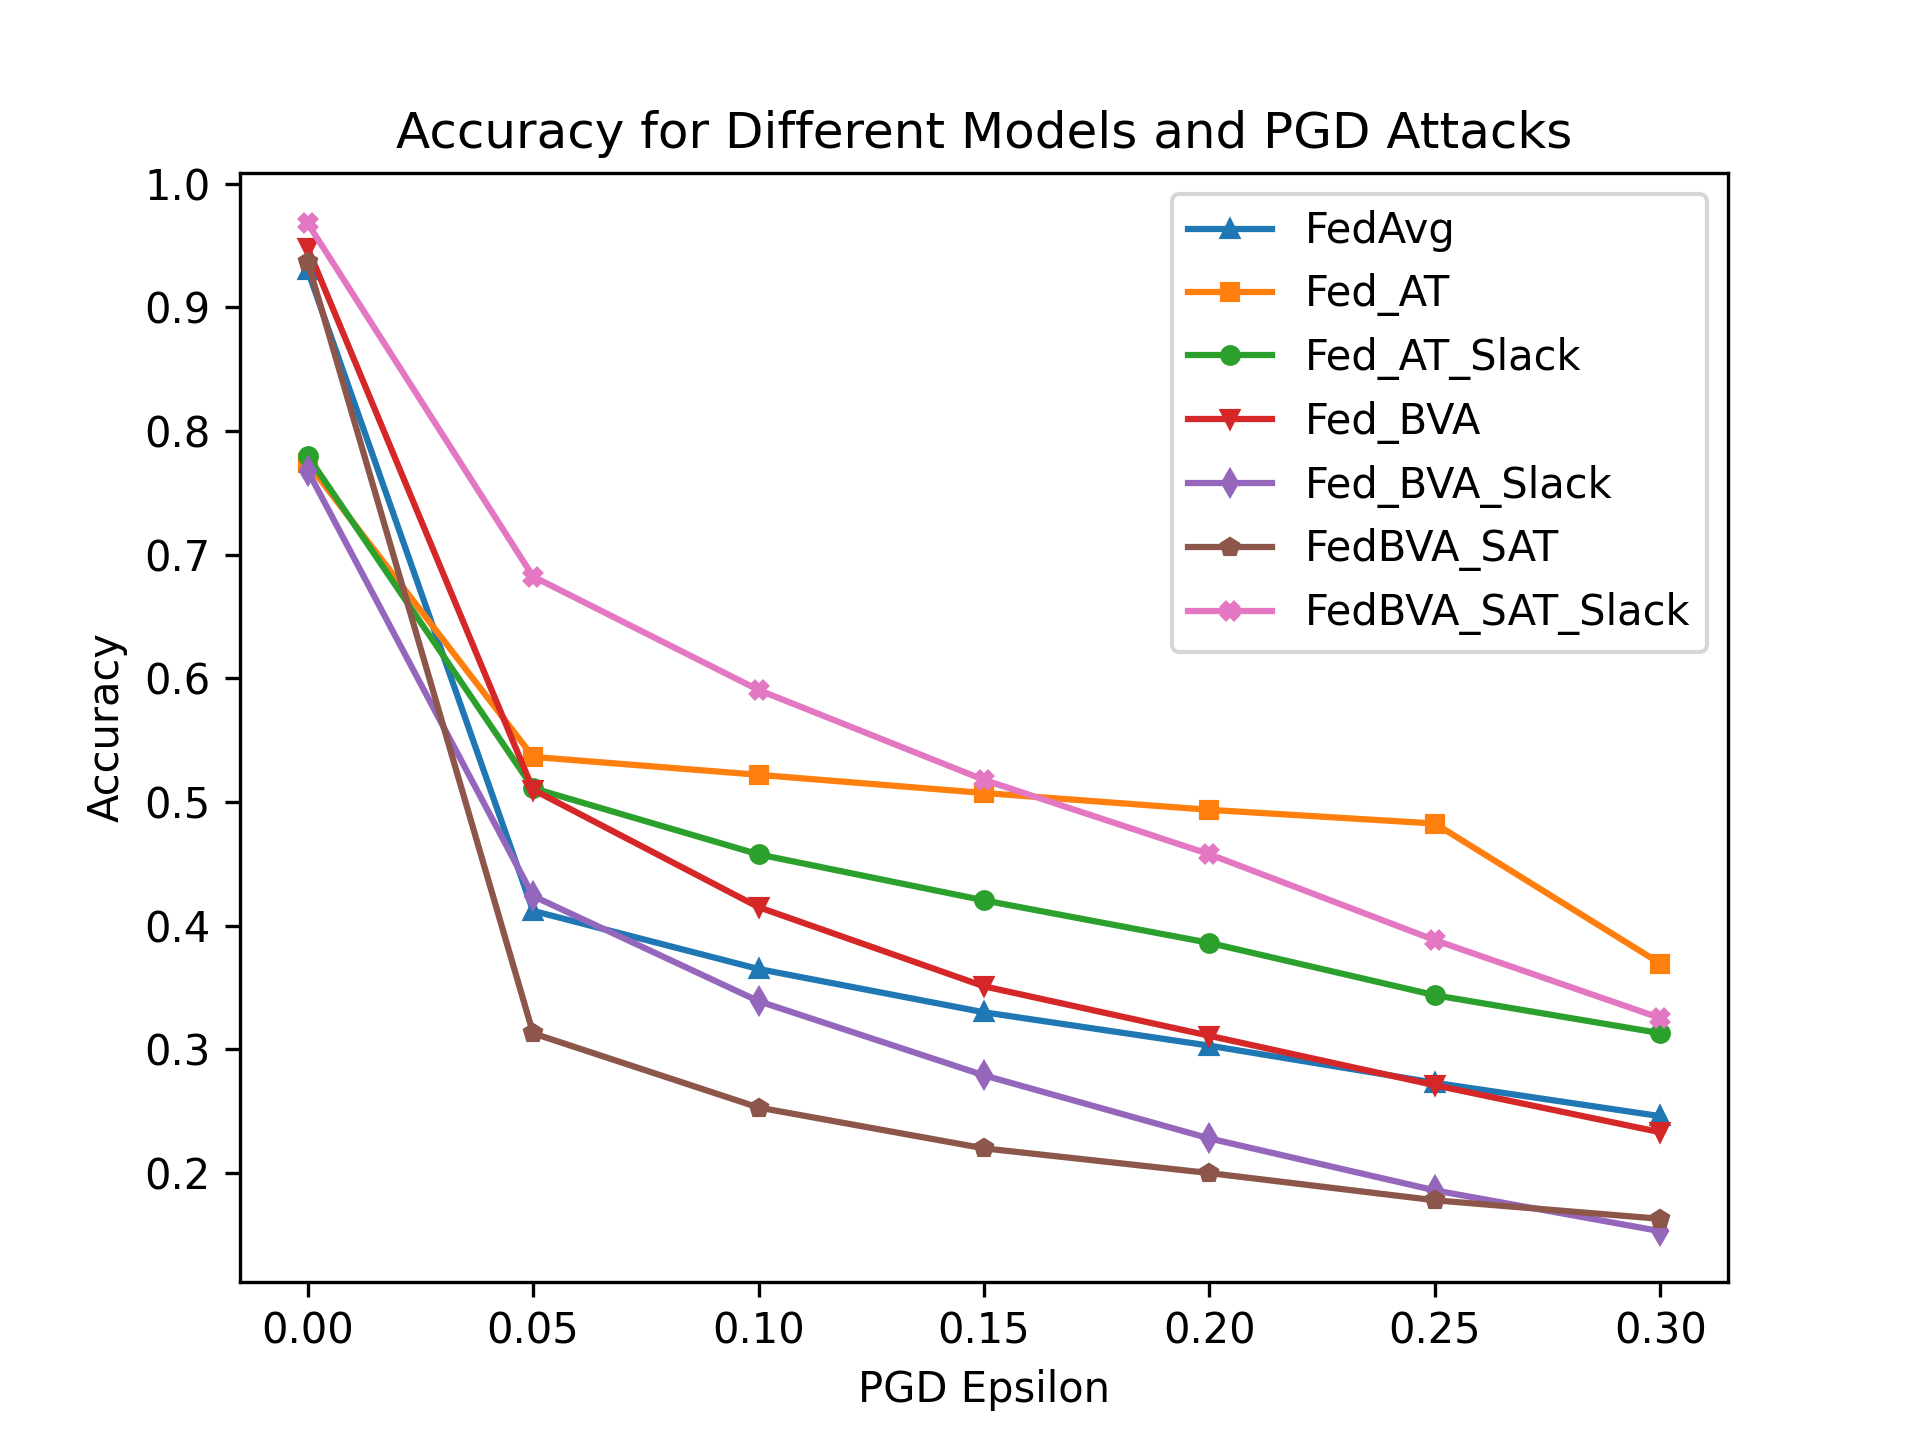 Accuracy for Different Models and PGD Attacks
1.0
0.9
0.8
0.7
0.6
0.5
0.4
0.3
0.2
Accuracy
FedAvg
Fed_AT
Fed_AT_Slack
Fed_BVA
Fed_BVA_Slack
FedBVA_SAT
FedBVA_SAT_Slack
0.00 0.05 0.10 0.15 0.20 0.25 0.30
PGD Epsilon